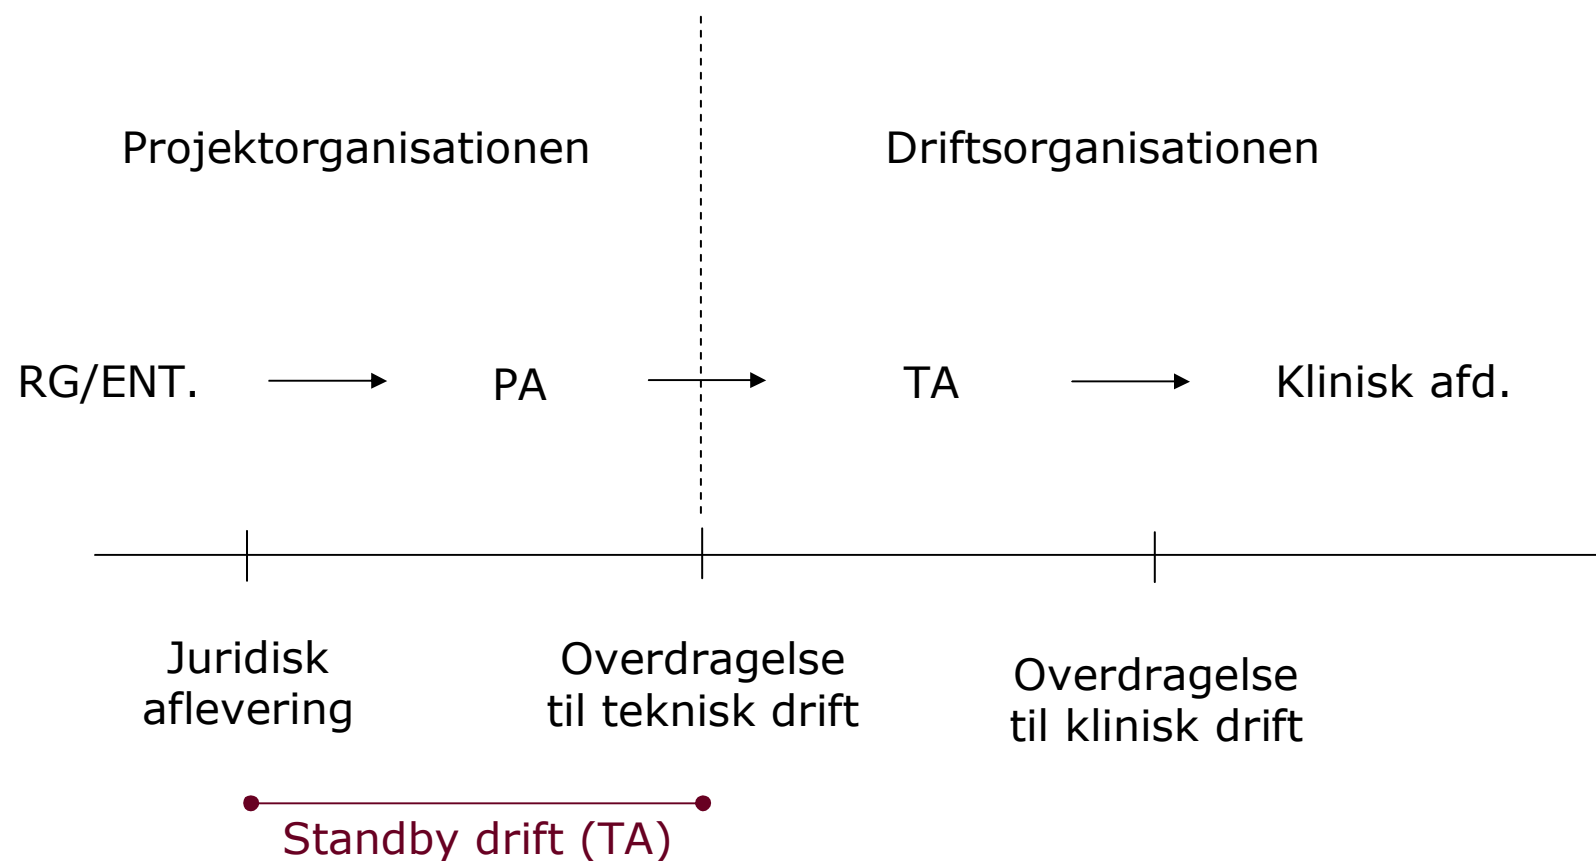 Projektorganisationen
Driftsorganisationen
RG/ENT.
PA
TA
Klinisk afd.
Juridisk
aflevering
Overdragelse
til teknisk drift
Overdragelse
til klinisk drift
Standby drift (TA)